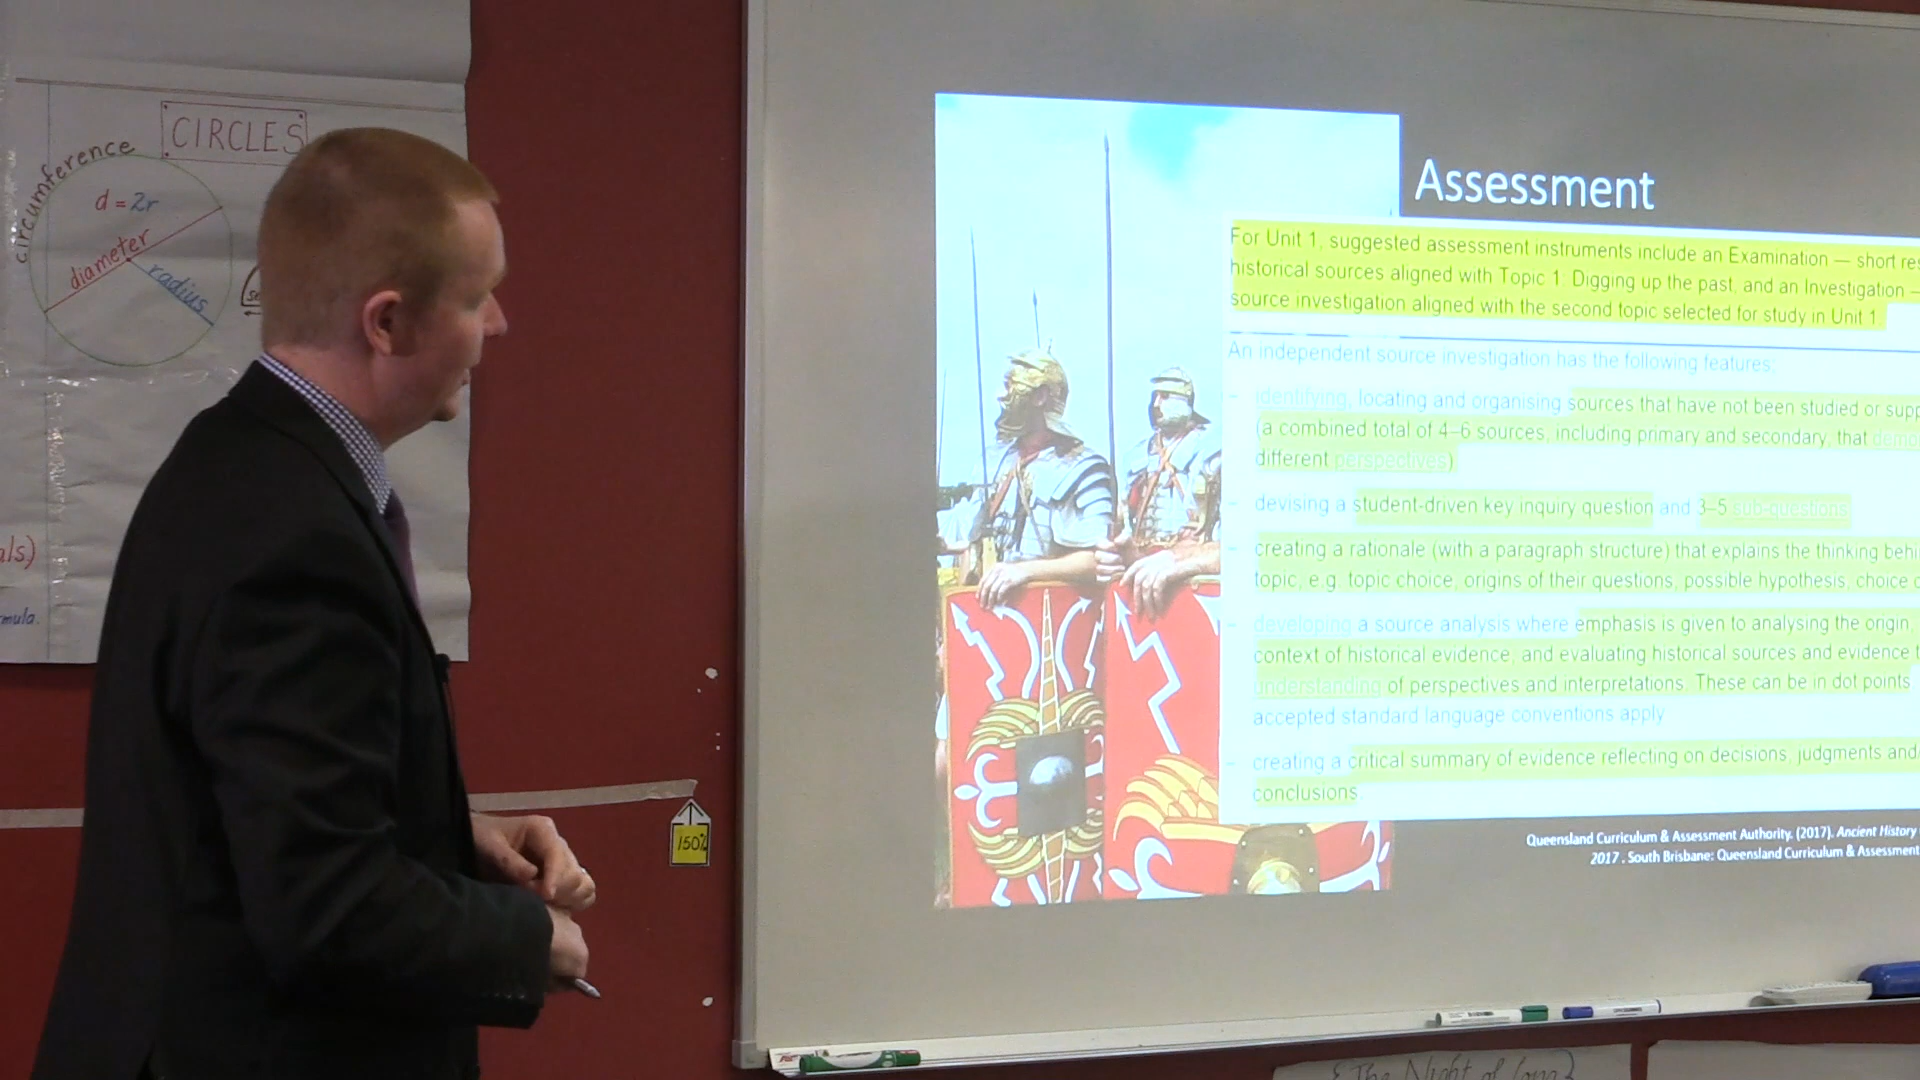 CIRCLES
circumference
d = 2r
diameter
radius
als)
mula.
150%
Assessment
For Unit 1, suggested assessment instruments include an Examination — short res
historical sources aligned with Topic 1: Digging up the past, and an Investigation —
source investigation aligned with the second topic selected for study in Unit 1.
An independent source investigation has the following features:
– identifying, locating and organising sources that have not been studied or supp
(a combined total of 4–6 sources, including primary and secondary, that demo
different perspectives)
– devising a student-driven key inquiry question and 3–5 sub-questions
– creating a rationale (with a paragraph structure) that explains the thinking behi
topic, e.g. topic choice, origins of their questions, possible hypothesis, choice o
– developing a source analysis where emphasis is given to analysing the origin,
context of historical evidence, and evaluating historical sources and evidence t
understanding of perspectives and interpretations. These can be in dot points
accepted standard language conventions apply
– creating a critical summary of evidence reflecting on decisions, judgments and/
conclusions.
Queensland Curriculum & Assessment Authority. (2017). Ancient History
2017 . South Brisbane: Queensland Curriculum & Assessment
The Night of